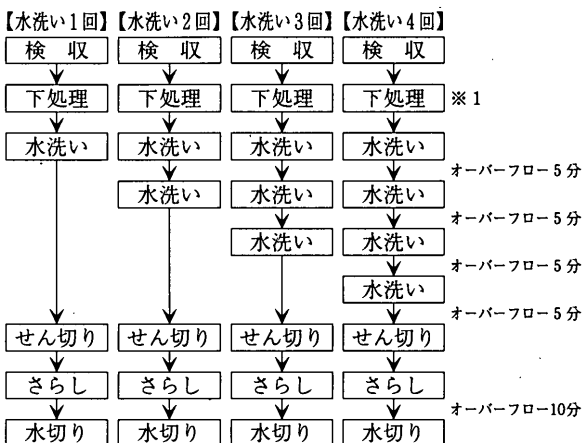 【水洗い1回】【水洗い2回】【水洗い3回】【水洗い4回】
検 収 検 収 検 収 検 収
下処理 下処理 下処理 下処理 ※1
水洗い 水洗い 水洗い 水洗い
オーバーフロー5分
水洗い 水洗い 水洗い
オーバーフロー5分
水洗い 水洗い
オーバーフロー5分
水洗い
オーバーフロー5分
せん切り せん切り せん切り せん切り
さらし さらし さらし さらし
オーバーフロー10分
水切り 水切り 水切り 水切り